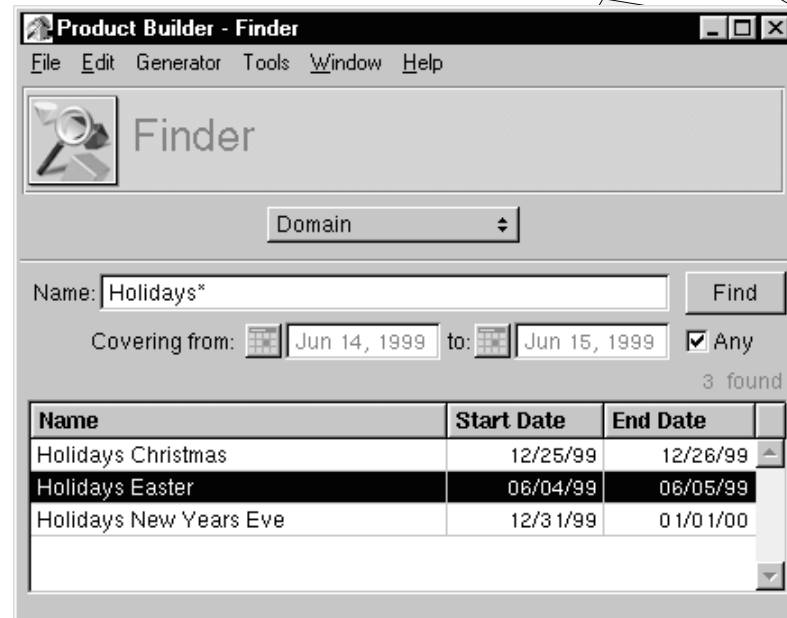 Product Builder - Finder
File Edit Generator Tools Window Help
Finder
Domain
Name: Holidays* Find
Covering from: Jun 14, 1999 to: Jun 15, 1999 Any
3 found
Name Start Date End Date
Holidays Christmas 12/25/99 12/26/99
Holidays Easter 06/04/99 06/05/99
Holidays New Years Eve 12/31/99 01/01/00